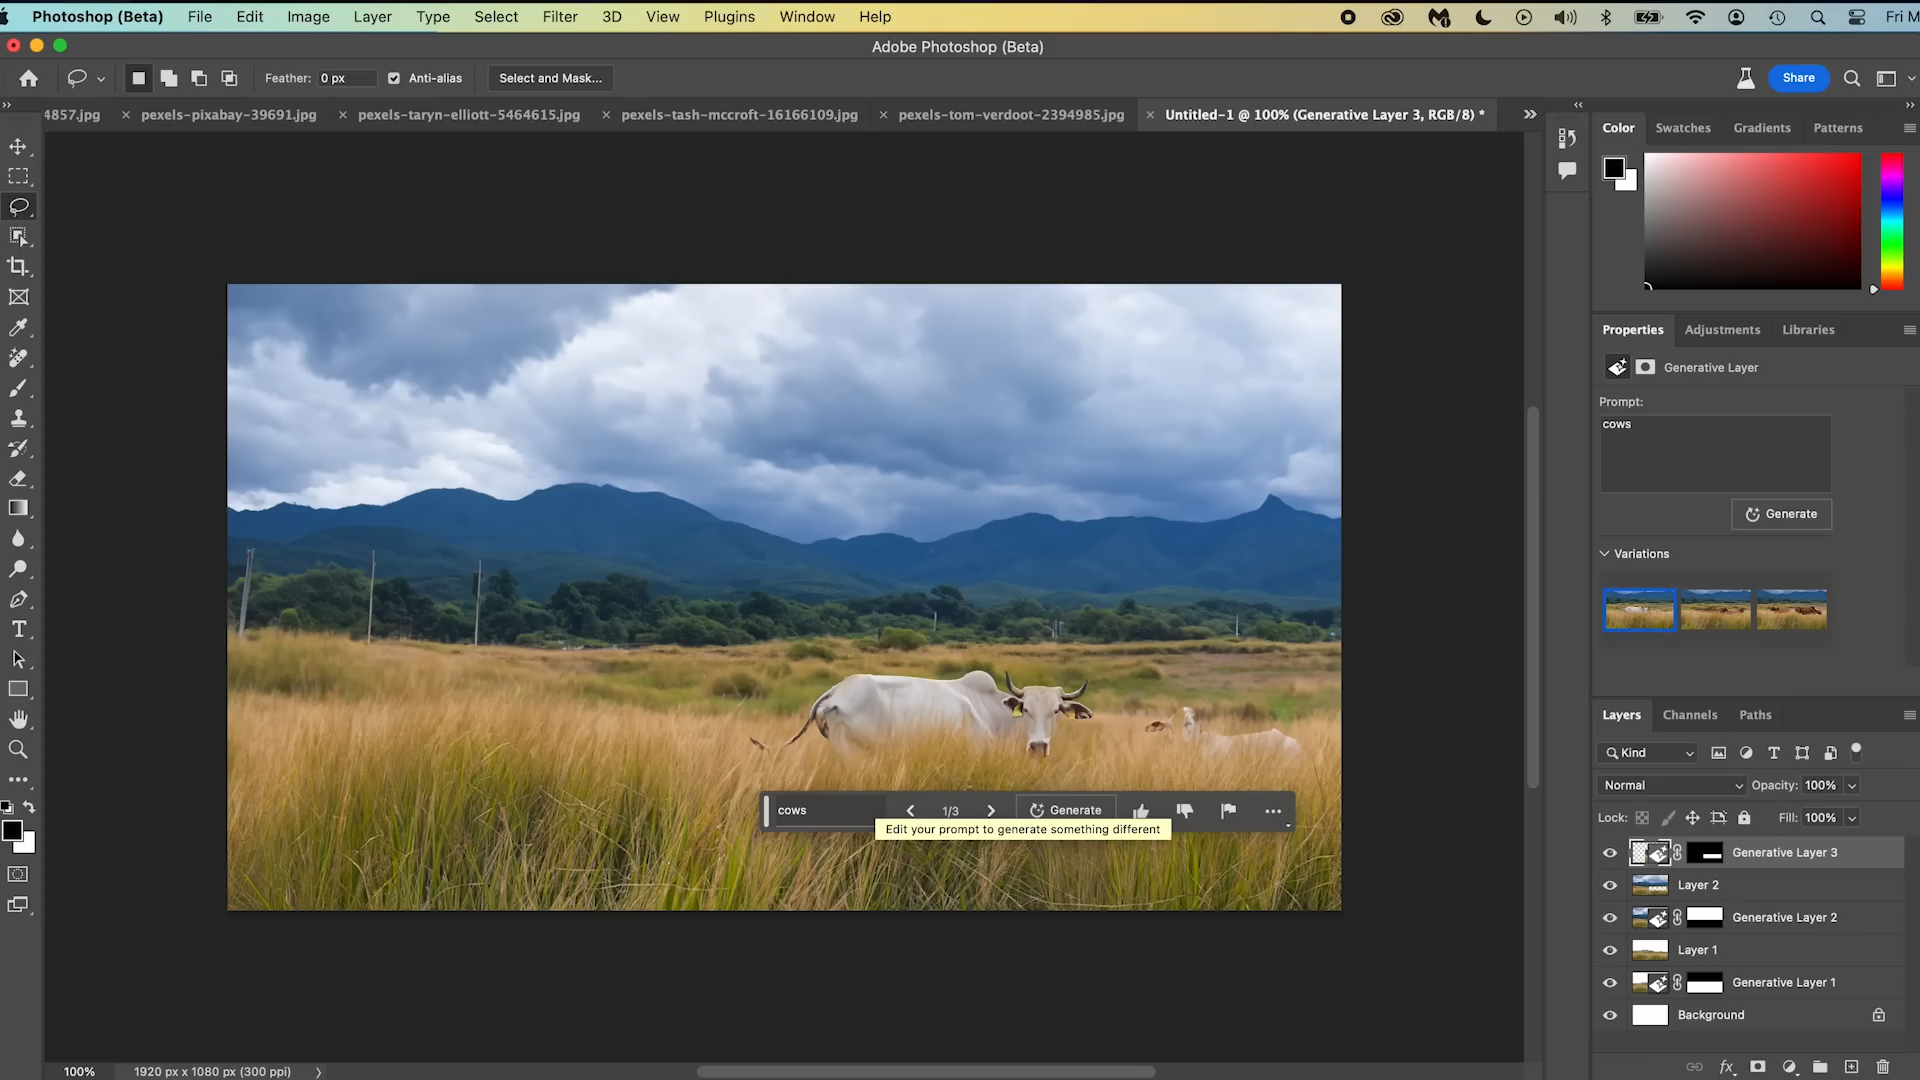 Photoshop (Beta) File Edit Image Layer Type Select Filter 3D View Plugins Window Help Fri M
Adobe Photoshop (Beta)
Feather: 0 px Anti-alias Select and Mask... Share
4857.jpg × pexels-pixabay-39691.jpg × pexels-taryn-elliott-5464615.jpg × pexels-tash-mccroft-16166109.jpg × pexels-tom-verdoot-2394985.jpg × Untitled-1 @ 100% (Generative Layer 3, RGB/8) *
Color Swatches Gradients Patterns
Properties Adjustments Libraries
Generative Layer
Prompt:
cows
Generate
Variations
Layers Channels Paths
Kind
Normal Opacity: 100%
Lock: Fill: 100%
cows 1/3 Generate
Edit your prompt to generate something different
Generative Layer 3
Layer 2
Generative Layer 2
Layer 1
Generative Layer 1
Background
100% 1920 px x 1080 px (300 ppi)